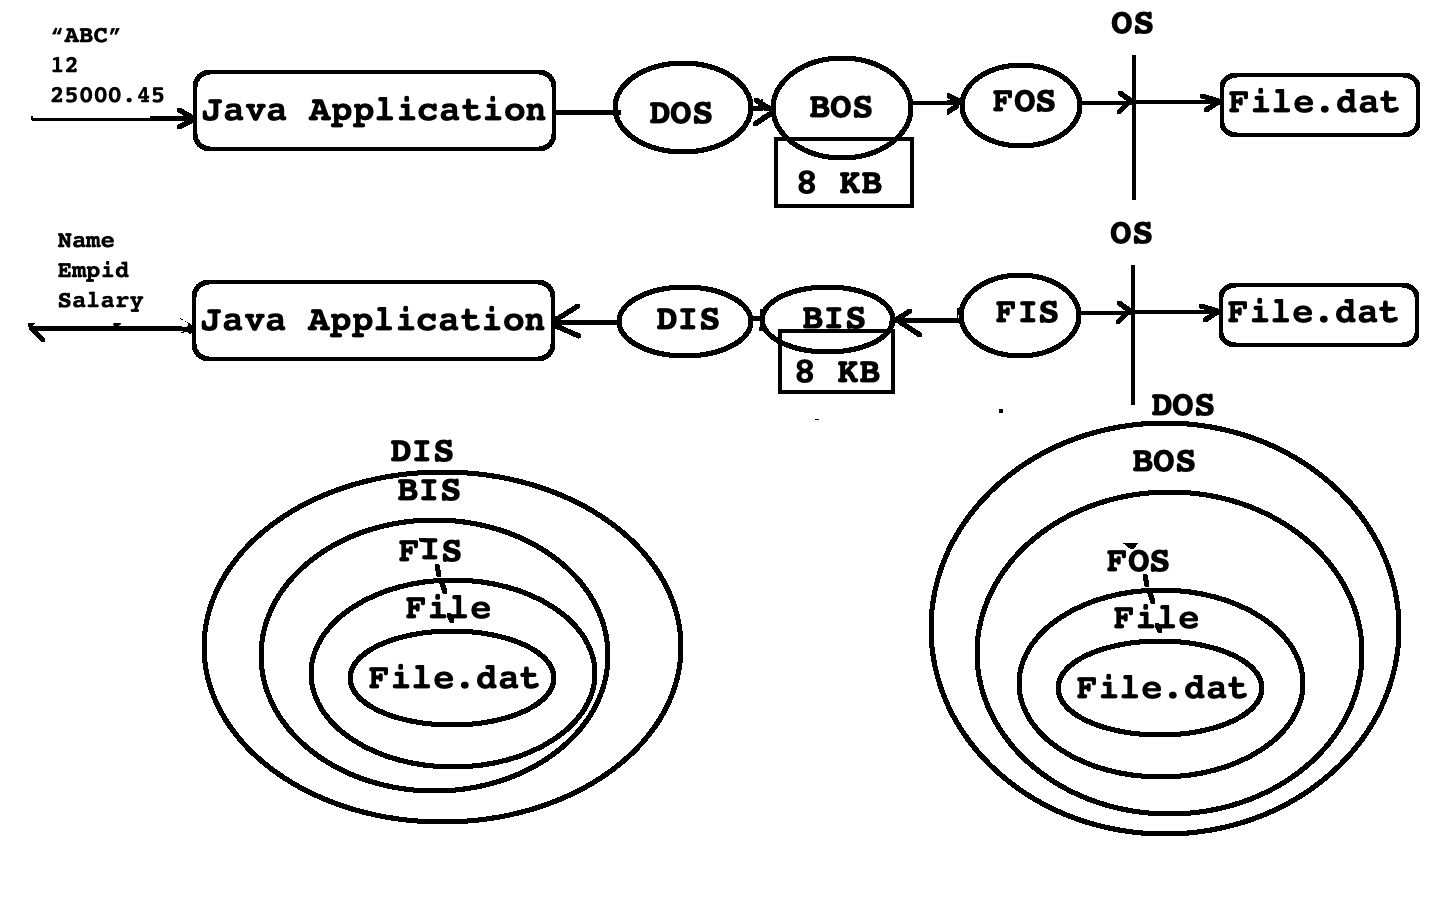 OS
“ABC”
12
25000.45
Java Application
DOS
BOS
FOS
File.dat
8 KB
OS
Name
Empid
Salary
Java Application
DIS
BIS
FIS
File.dat
8 KB
DIS
BIS
FIS
File
File.dat
DOS
BOS
FOS
File
File.dat